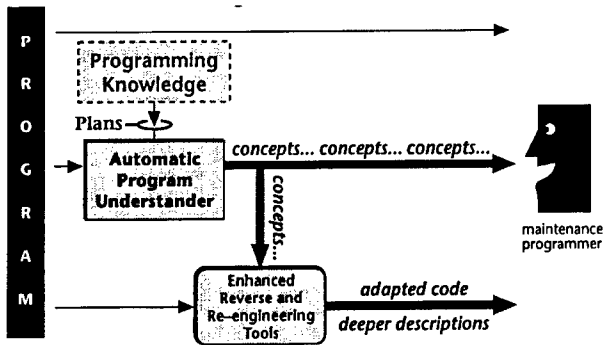 PROGRAM
Programming
Knowledge
Plans
Automatic
Program
Understander
concepts... concepts... concepts...
concepts...
maintenance
programmer
Enhanced
Reverse and
Re-engineering
Tools
adapted code
deeper descriptions